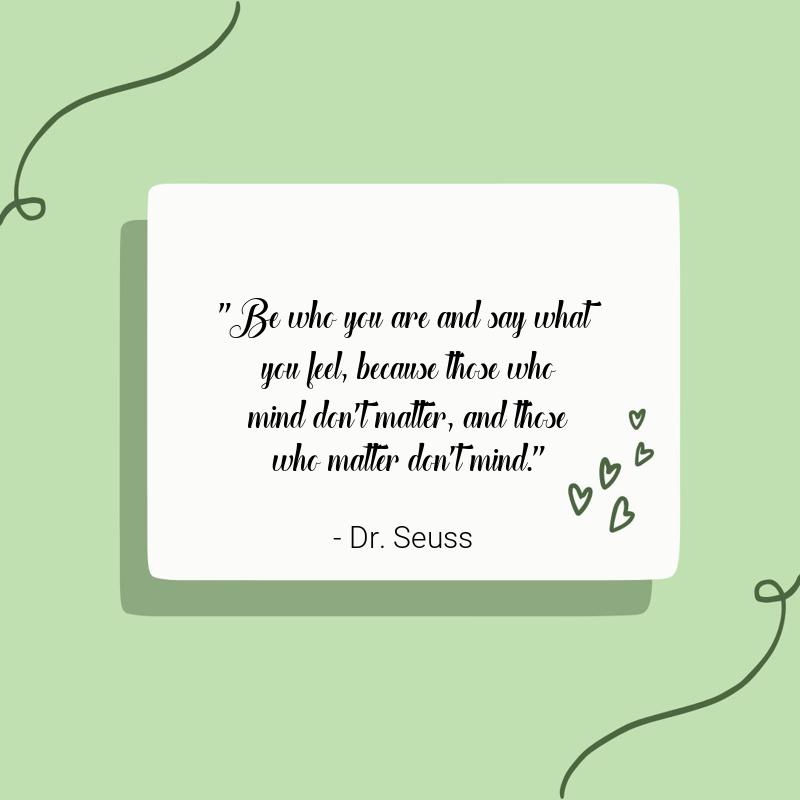 "Be who you are and say what
you feel, because those who
mind don't matter, and those
who matter don't mind."
- Dr. Seuss